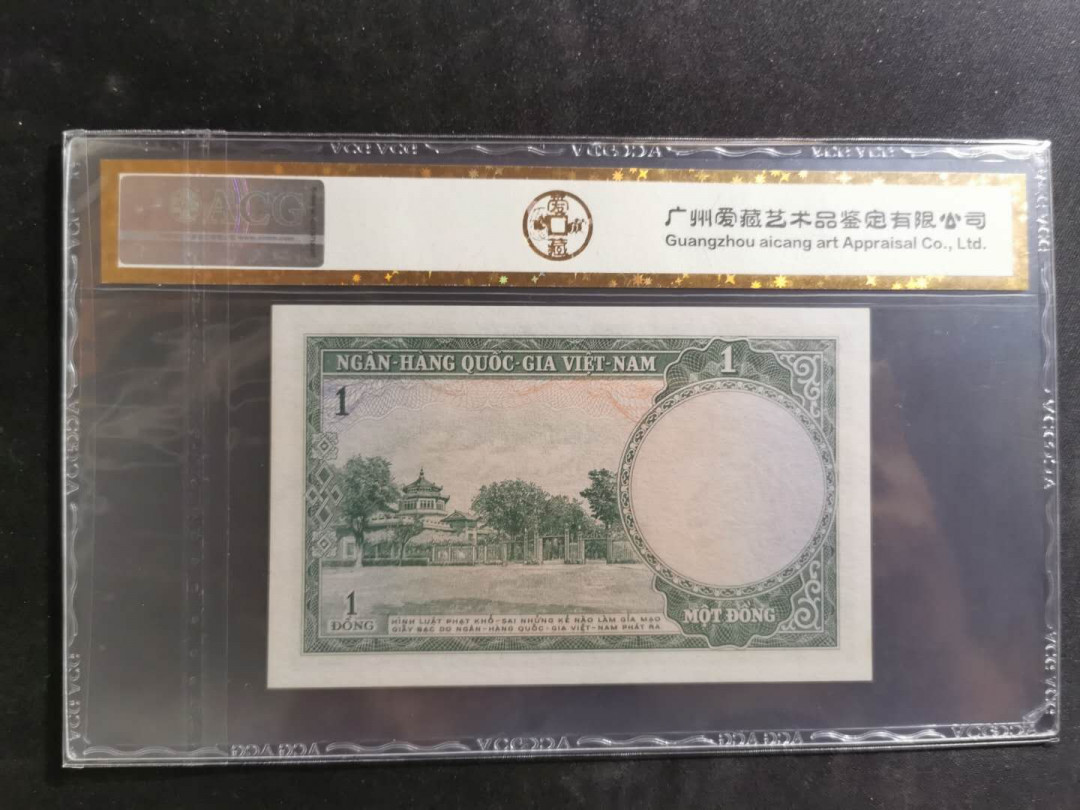 ACG
爱藏
广州爱藏艺术品鉴定有限公司
Guangzhou aicang art Appraisal Co., Ltd.
NGÂN-HÀNG QUỐC-GIA VIỆT-NAM
1
1
1
ĐỒNG
HÌNH LUẬT PHẠT KHỔ-SAI NHỮNG KẺ NÀO LÀM GIẢ MẠO
GIẤY BẠC DO NGÂN-HÀNG QUỐC-GIA VIỆT-NAM PHÁT RA
MỘT ĐỒNG